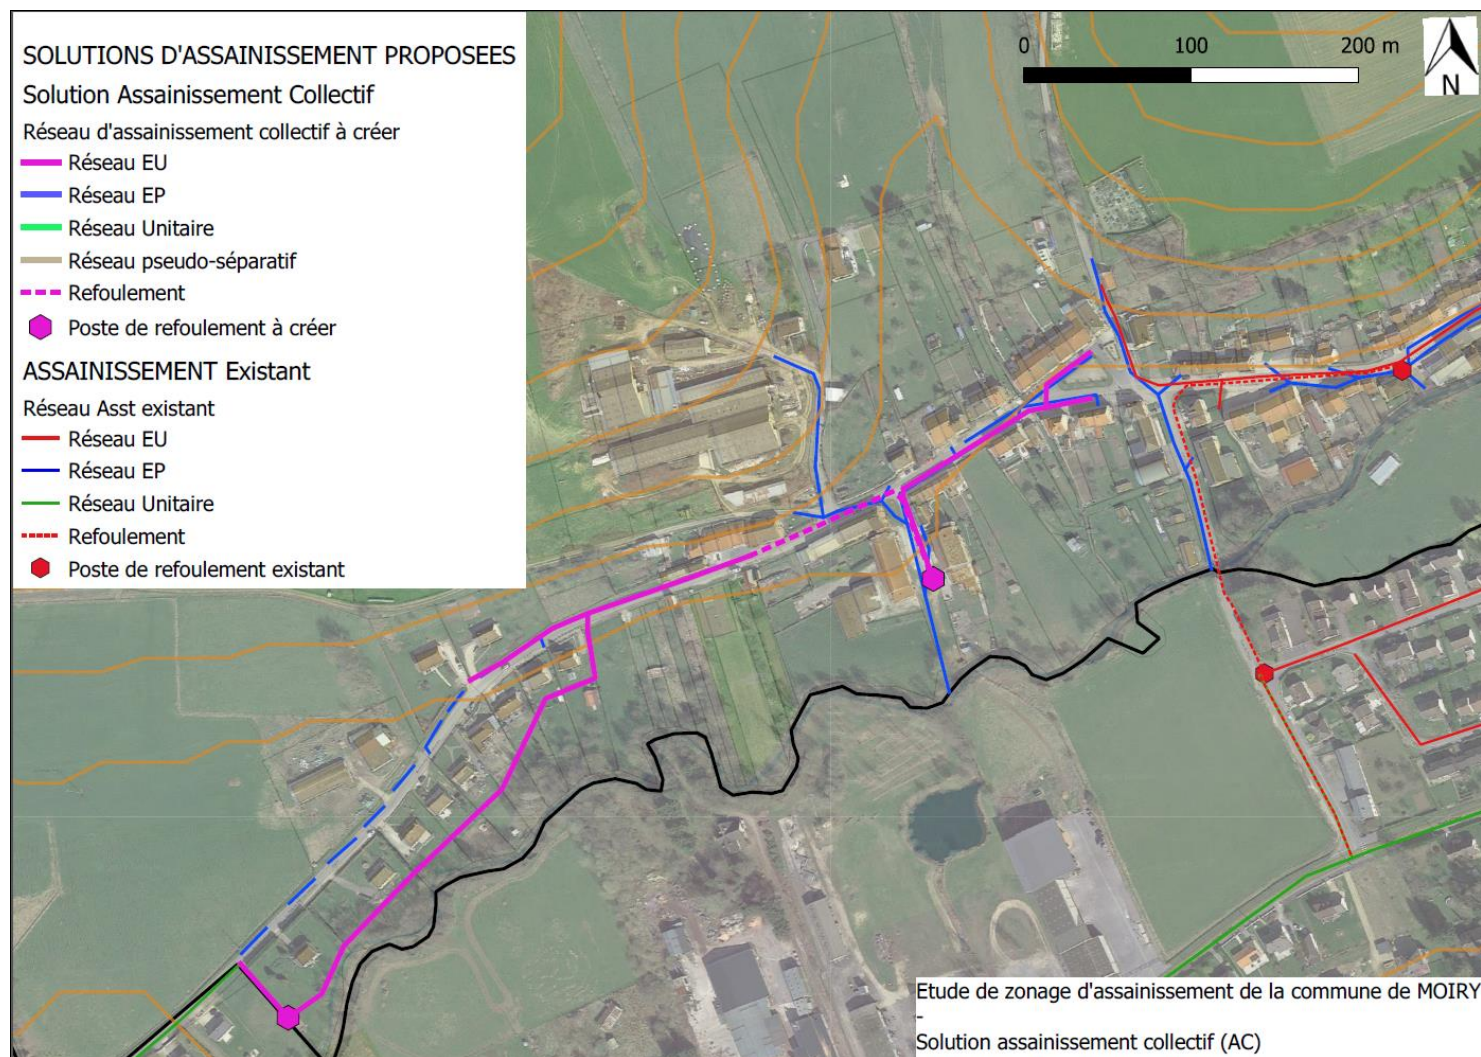 SOLUTIONS D'ASSAINISSEMENT PROPOSEES
Solution Assainissement Collectif
Réseau d'assainissement collectif à créer
Réseau EU
Réseau EP
Réseau Unitaire
Réseau pseudo-séparatif
Refoulement
Poste de refoulement à créer
ASSAINISSEMENT Existant
Réseau Asst existant
Réseau EU
Réseau EP
Réseau Unitaire
Refoulement
Poste de refoulement existant
0 100 200 m
N
Etude de zonage d'assainissement de la commune de MOIRY
-
Solution assainissement collectif (AC)